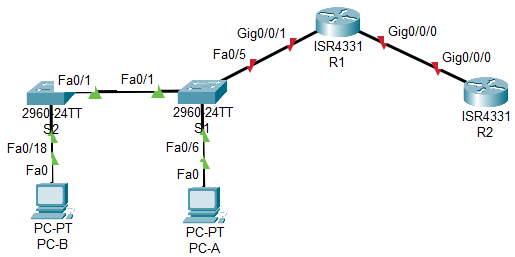 Gig0/0/1
Gig0/0/0
ISR4331
R1
Fa0/5
Gig0/0/0
ISR4331
R2
Fa0/1
Fa0/1
2960-24TT
S2
2960-24TT
S1
Fa0/18
Fa0/6
Fa0
Fa0
PC-PT
PC-B
PC-PT
PC-A